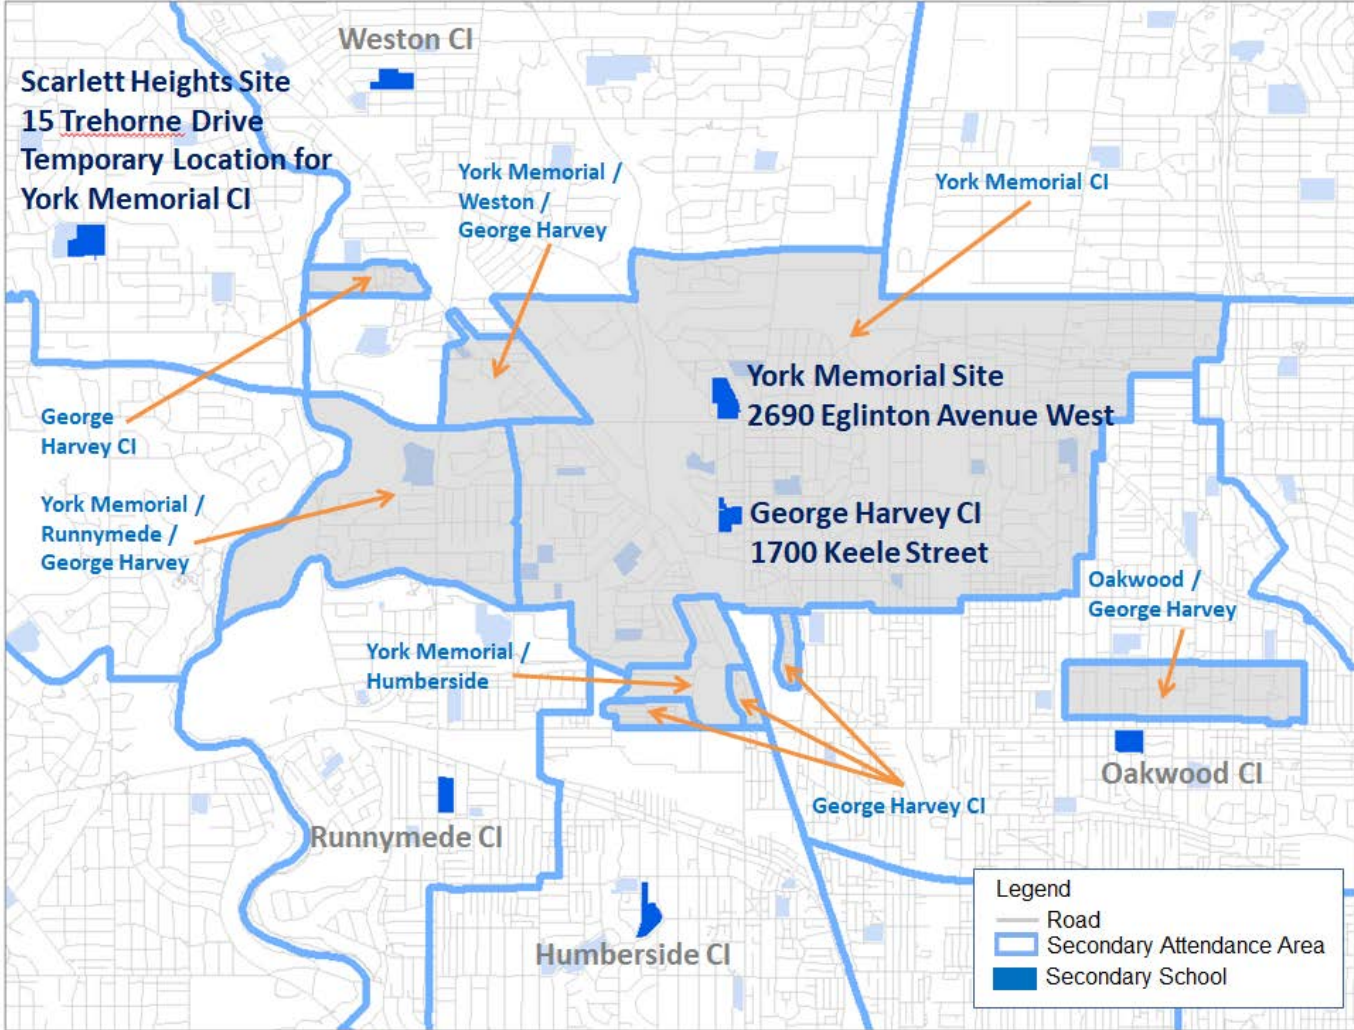 Weston CI
Scarlett Heights Site
15 Trehorne Drive
Temporary Location for
York Memorial CI
York Memorial /
Weston /
George Harvey
York Memorial CI
York Memorial Site
2690 Eglinton Avenue West
George
Harvey CI
York Memorial /
Runnymede /
George Harvey
George Harvey CI
1700 Keele Street
Oakwood /
George Harvey
York Memorial /
Humberside
Oakwood CI
George Harvey CI
Runnymede CI
Humberside CI
Legend
Road
Secondary Attendance Area
Secondary School